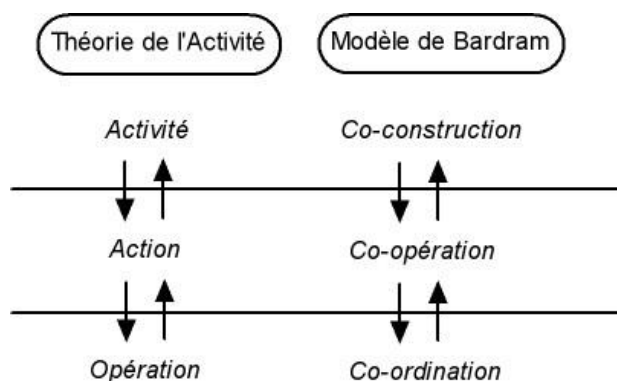 Théorie de l'Activité
Modèle de Bardram
Activité
Co-construction
Action
Co-opération
Opération
Co-ordination